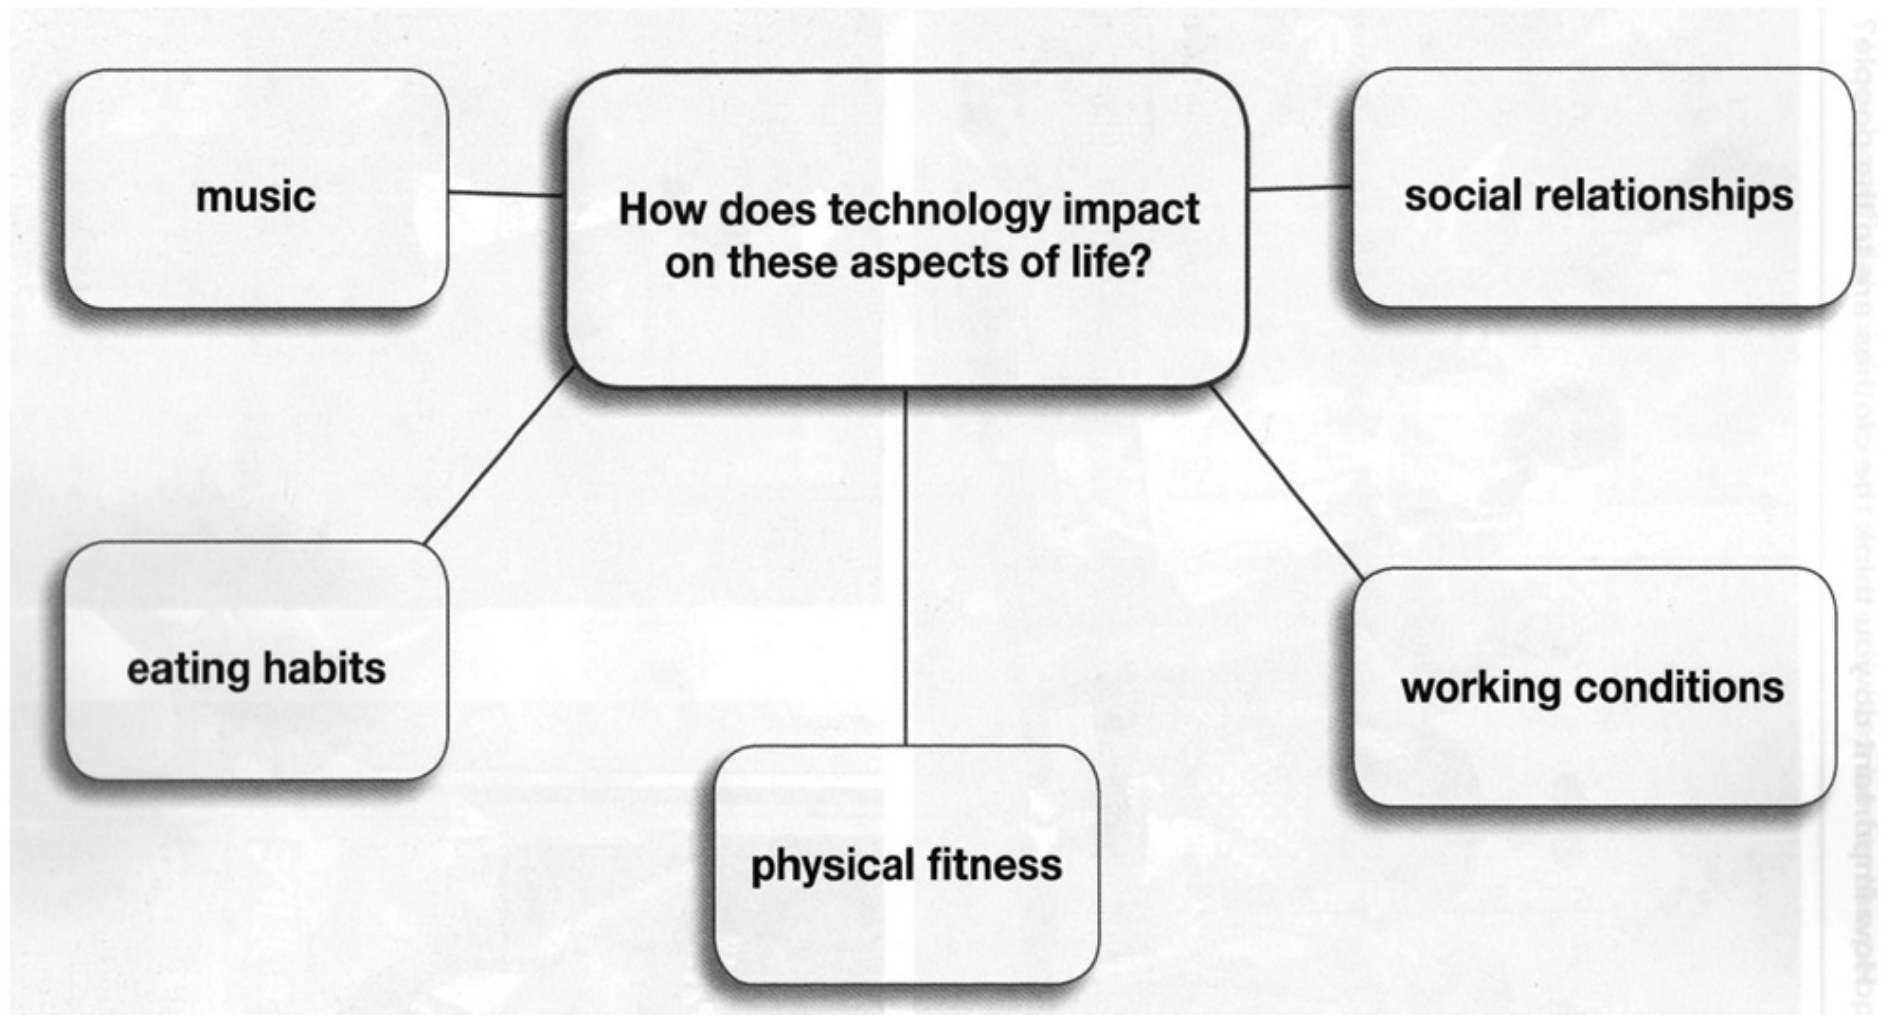 music
How does technology impact
on these aspects of life?
social relationships
eating habits
working conditions
physical fitness